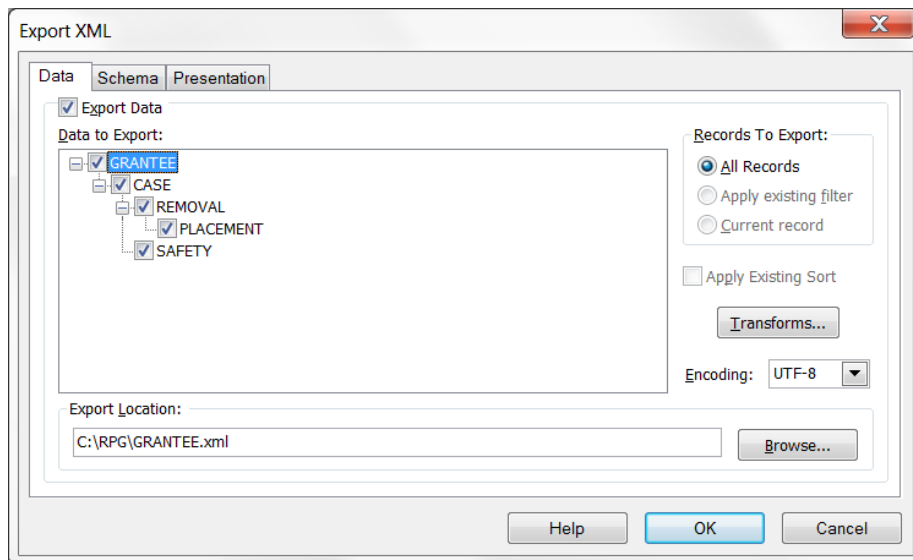 Export XML
Data Schema Presentation
Export Data
Data to Export:
GRANTEE
CASE
REMOVAL
PLACEMENT
SAFETY
Records To Export:
All Records
Apply existing filter
Current record
Apply Existing Sort
Transforms...
Encoding: UTF-8
Export Location:
C:\RPG\GRANTEE.xml
Browse...
Help OK Cancel